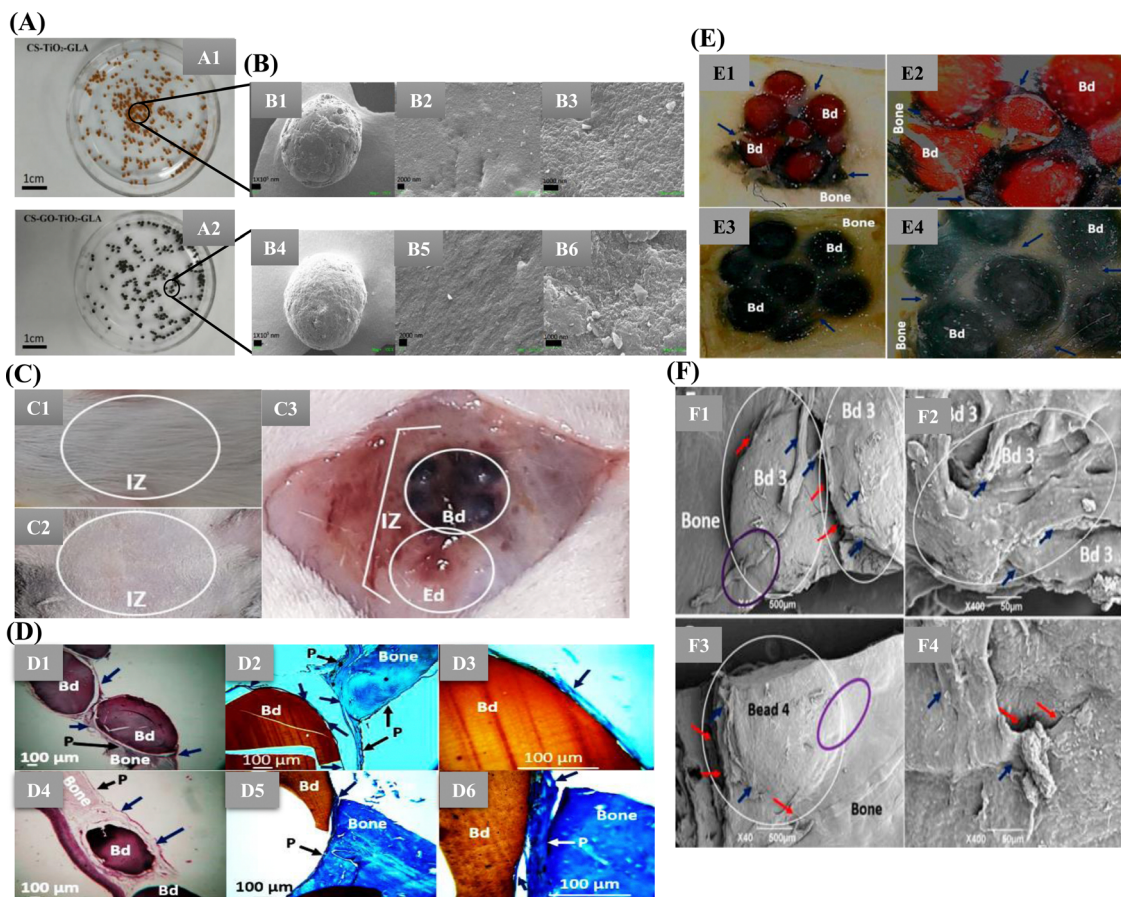 (A)
CS-TiO₂-GLA
A1
1cm
CS-GO-TiO₂-GLA
A2
1cm
(B)
B1
B2
B3
B4
B5
B6
(C)
C1
IZ
C2
IZ
C3
IZ
Bd
Ed
(D)
D1
Bd
P
Bone
100 μm
D2
P
Bone
Bd
P
100 μm
D3
Bd
100 μm
D4
Bone
P
Bd
100 μm
Bd
D5
Bd
Bone
P
100 μm
D6
Bd
Bone
P
100 μm
(E)
E1
Bd
Bd
Bone
E2
Bone
Bd
Bd
E3
Bone
Bd
Bd
E4
Bd
Bone
Bd
(F)
F1
Bd 3
Bd 3
Bone
500μm
F2
Bd 3
Bd 3
Bd 3
X400
50μm
F3
Bead 4
Bone
X40
500μm
F4
X400